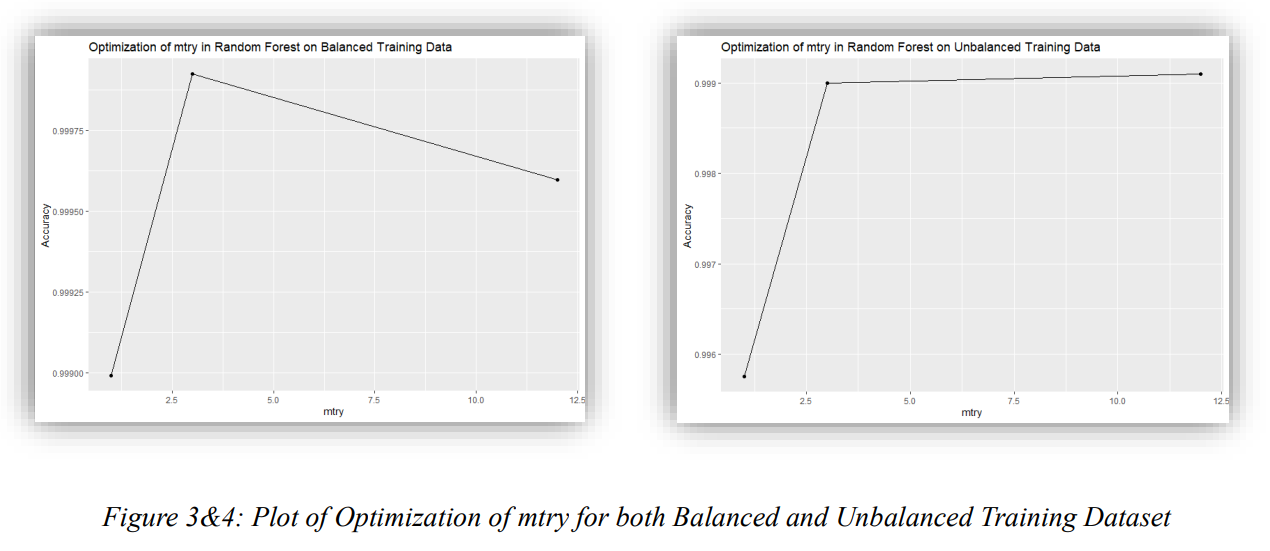 Optimization of mtry in Random Forest on Balanced Training Data
Accuracy
0.99975
0.99950
0.99925
0.99900
2.5
5.0
7.5
10.0
12.5
mtry
Optimization of mtry in Random Forest on Unbalanced Training Data
Accuracy
0.999
0.998
0.997
0.996
2.5
5.0
7.5
10.0
12.5
mtry
Figure 3&4: Plot of Optimization of mtry for both Balanced and Unbalanced Training Dataset